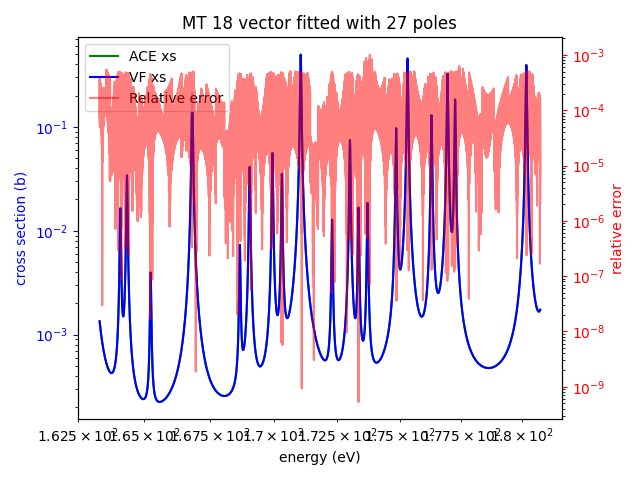 MT 18 vector fitted with 27 poles
ACE xs
VF xs
Relative error
cross section (b)
10⁻¹
10⁻²
10⁻³
10⁻³
10⁻⁴
10⁻⁵
10⁻⁶
10⁻⁷
10⁻⁸
10⁻⁹
relative error
1.625 × 10² 1.65 × 10² 1.675 × 10² 1.7 × 10² 1.725 × 10² 1.75 × 10² 1.775 × 10² 1.8 × 10²
energy (eV)